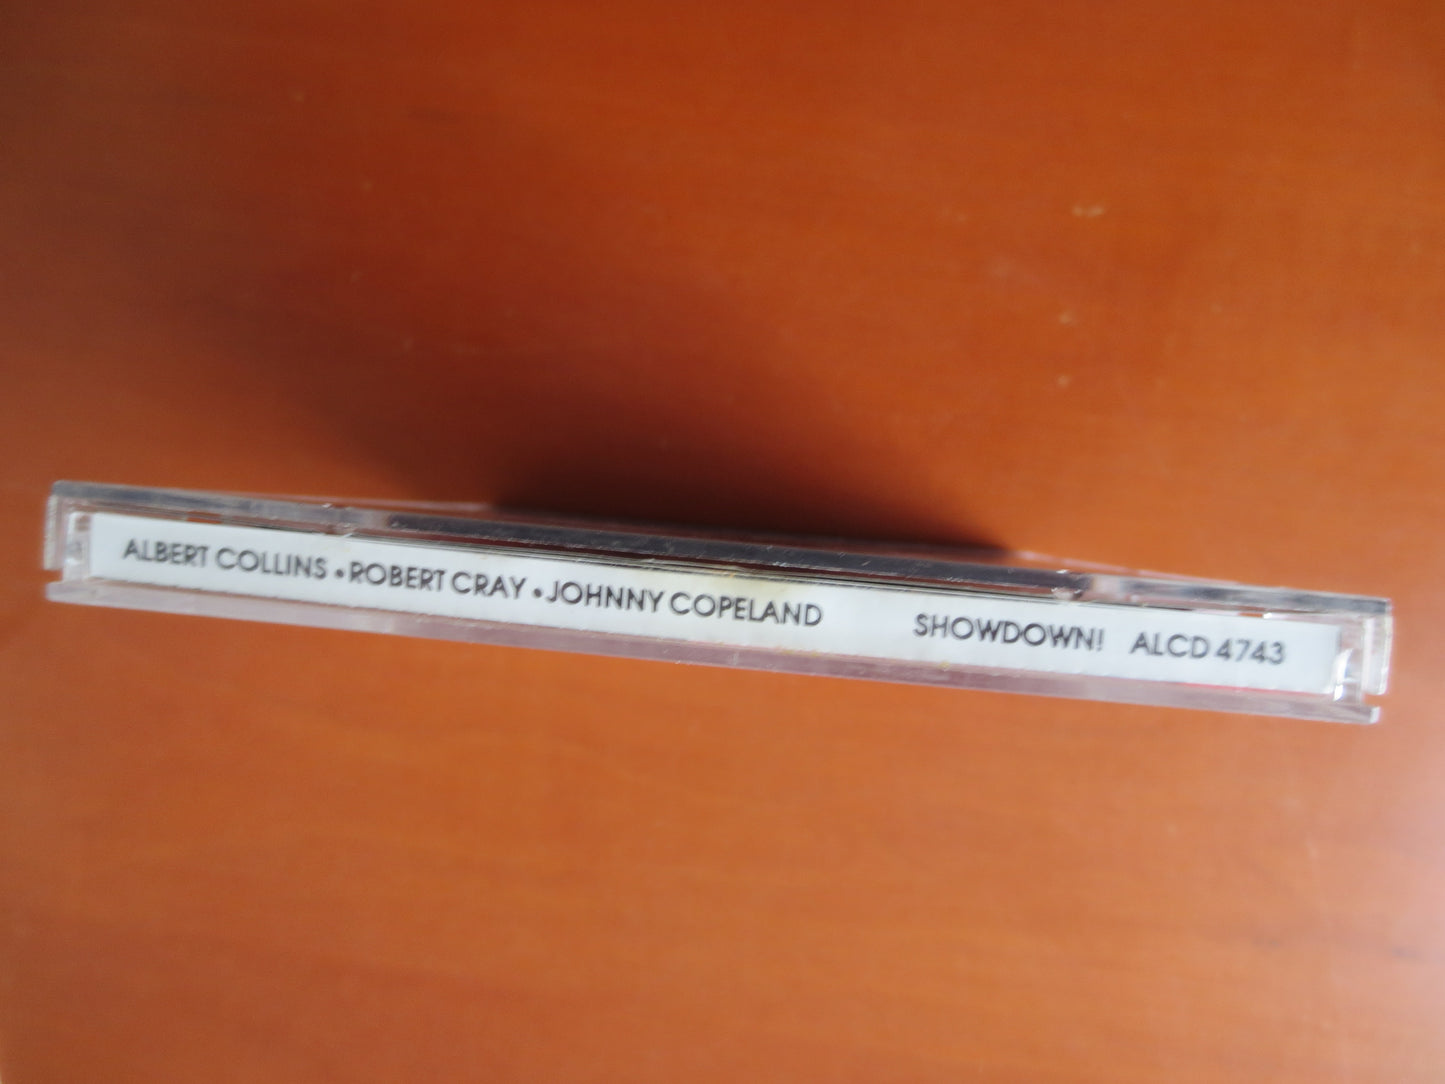 ALBERT COLLINS • ROBERT CRAY • JOHNNY COPELAND SHOWDOWN! ALCD 4743